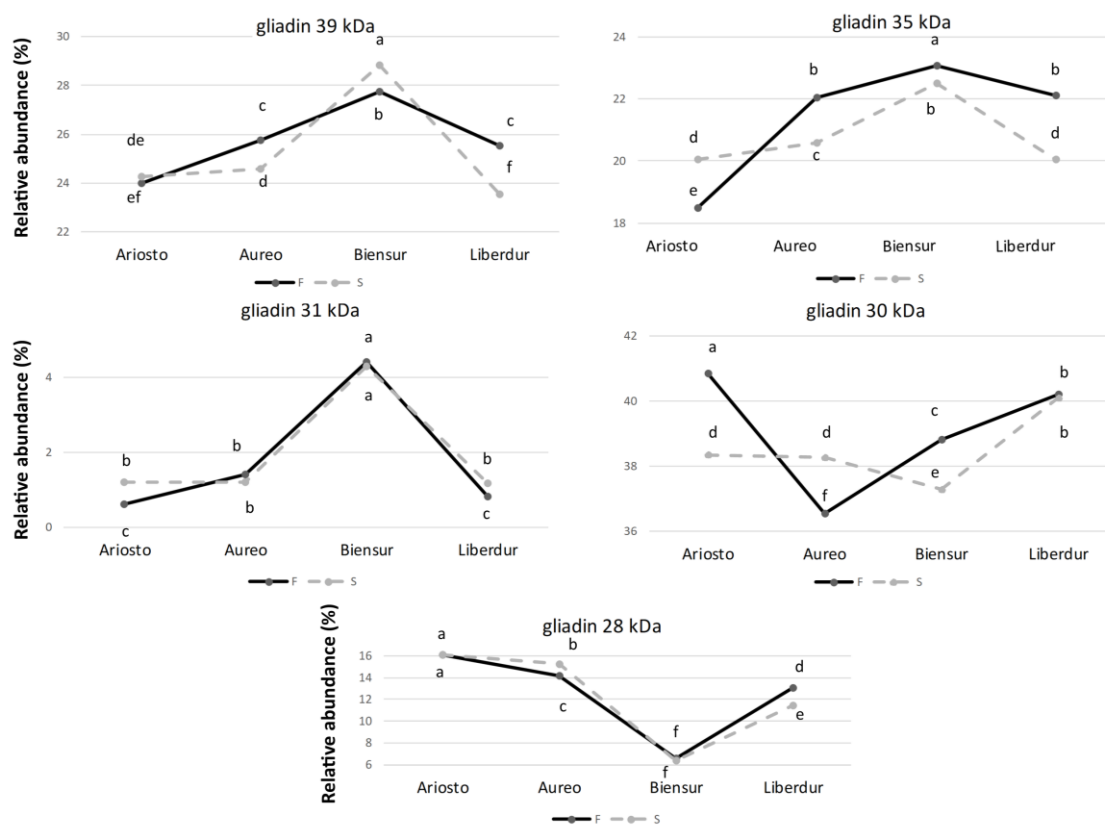 gliadin 39 kDa
Relative abundance (%)
30
28
26
24
22
de
ef
c
d
a
b
c
f
Ariosto Aureo Biensur Liberdur
F S
gliadin 35 kDa
24
22
20
18
d
e
b
c
a
b
b
d
Ariosto Aureo Biensur Liberdur
F S
gliadin 31 kDa
Relative abundance (%)
4
2
0
b
c
b
b
a
a
b
c
Ariosto Aureo Biensur Liberdur
F S
gliadin 30 kDa
42
40
38
36
a
d
d
f
c
e
b
b
Ariosto Aureo Biensur Liberdur
F S
gliadin 28 kDa
Relative abundance (%)
16
14
12
10
8
6
a
a
b
c
f
f
d
e
Ariosto Aureo Biensur Liberdur
F S